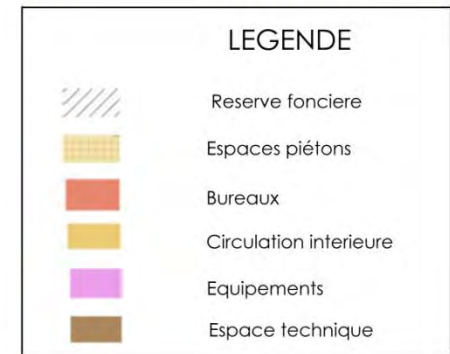 LEGENDE
Reserve fonciere
Espaces piétons
Bureaux
Circulation interieure
Equipements
Espace technique